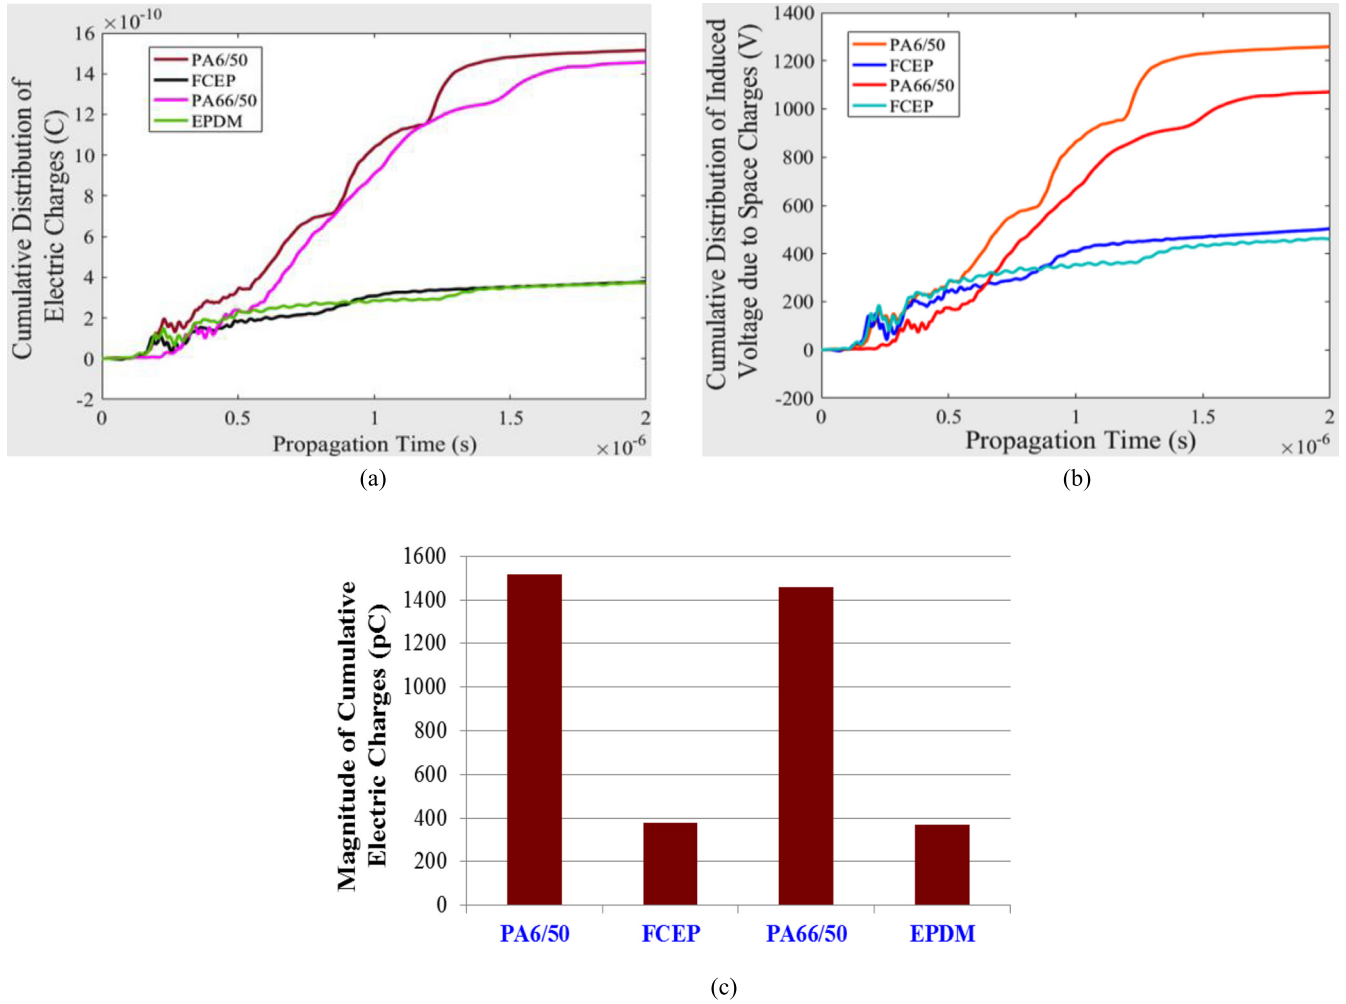 ×10-10
16
14
12
10
8
6
4
2
0
-2
Cumulative Distribution of
Electric Charges (C)
PA6/50
FCEP
PA66/50
EPDM
0
0.5
1
1.5
2
Propagation Time (s)
×10-6
(a)
1400
1200
1000
800
600
400
200
0
-200
Cumulative Distribution of Induced
Voltage due to Space Charges (V)
PA6/50
FCEP
PA66/50
FCEP
0
0.5
1
1.5
2
Propagation Time (s)
×10-6
(b)
1600
1400
1200
1000
800
600
400
200
0
Magnitude of Cumulative
Electric Charges (pC)
PA6/50
FCEP
PA66/50
EPDM
(c)